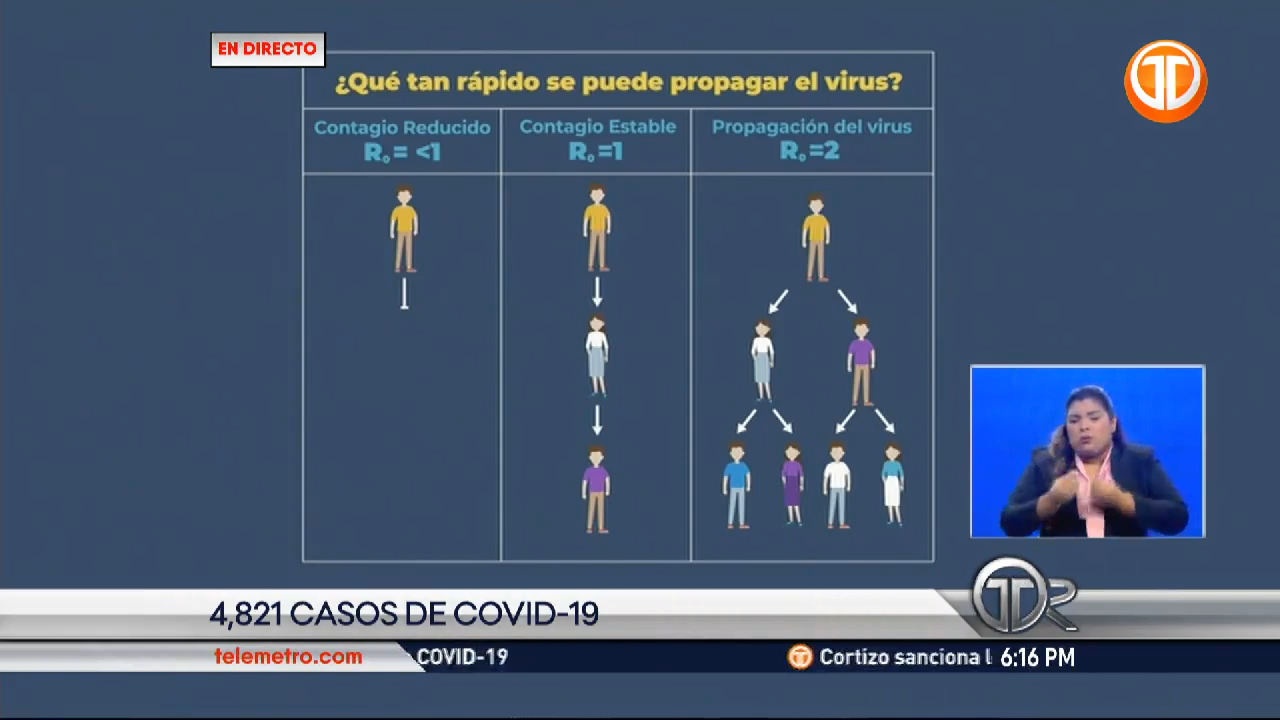 EN DIRECTO
¿Qué tan rápido se puede propagar el virus?
Contagio Reducido
R₀= <1
Contagio Estable
R₀=1
Propagación del virus
R₀=2
4,821 CASOS DE COVID-19
telemetro.com
COVID-19
Cortizo sanciona l
6:16 PM